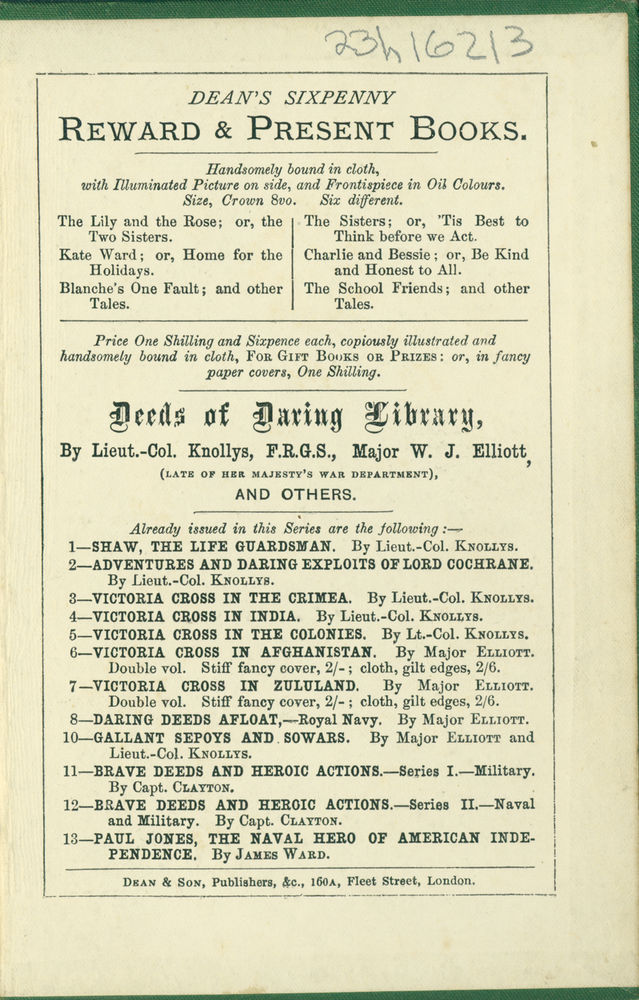 23h16213
DEAN'S SIXPENNY
REWARD & PRESENT BOOKS.
Handsomely bound in cloth,
with Illuminated Picture on side, and Frontispiece in Oil Colours.
Size, Crown 8vo. Six different.
The Lily and the Rose; or, the
Two Sisters.
Kate Ward; or, Home for the
Holidays.
Blanche's One Fault; and other
Tales.
The Sisters; or, 'Tis Best to
Think before we Act.
Charlie and Bessie; or, Be Kind
and Honest to All.
The School Friends; and other
Tales.
Price One Shilling and Sixpence each, copiously illustrated and
handsomely bound in cloth, FOR GIFT BOOKS OR PRIZES: or, in fancy
paper covers, One Shilling.
Deeds of Daring Library,
By Lieut.-Col. Knollys, F.R.G.S., Major W. J. Elliott,
(LATE OF HER MAJESTY'S WAR DEPARTMENT),
AND OTHERS.
Already issued in this Series are the following:—
1—SHAW, THE LIFE GUARDSMAN. By Lieut.-Col. KNOLLYS.
2—ADVENTURES AND DARING EXPLOITS OF LORD COCHRANE.
By Lieut.-Col. KNOLLYS.
3—VICTORIA CROSS IN THE CRIMEA. By Lieut.-Col. KNOLLYS.
4—VICTORIA CROSS IN INDIA. By Lieut.-Col. KNOLLYS.
5—VICTORIA CROSS IN THE COLONIES. By Lt.-Col. KNOLLYS.
6—VICTORIA CROSS IN AFGHANISTAN. By Major ELLIOTT.
Double vol. Stiff fancy cover, 2/-; cloth, gilt edges, 2/6.
7—VICTORIA CROSS IN ZULULAND. By Major ELLIOTT.
Double vol. Stiff fancy cover, 2/-; cloth, gilt edges, 2/6.
8—DARING DEEDS AFLOAT,—Royal Navy. By Major ELLIOTT.
10—GALLANT SEPOYS AND SOWARS. By Major ELLIOTT and
Lieut.-Col. KNOLLYS.
11—BRAVE DEEDS AND HEROIC ACTIONS.—Series I.—Military.
By Capt. CLAYTON.
12—BRAVE DEEDS AND HEROIC ACTIONS.—Series II.—Naval
and Military. By Capt. CLAYTON.
13—PAUL JONES, THE NAVAL HERO OF AMERICAN INDE-
PENDENCE. By JAMES WARD.
DEAN & SON, Publishers, &c., 160A, Fleet Street, London.